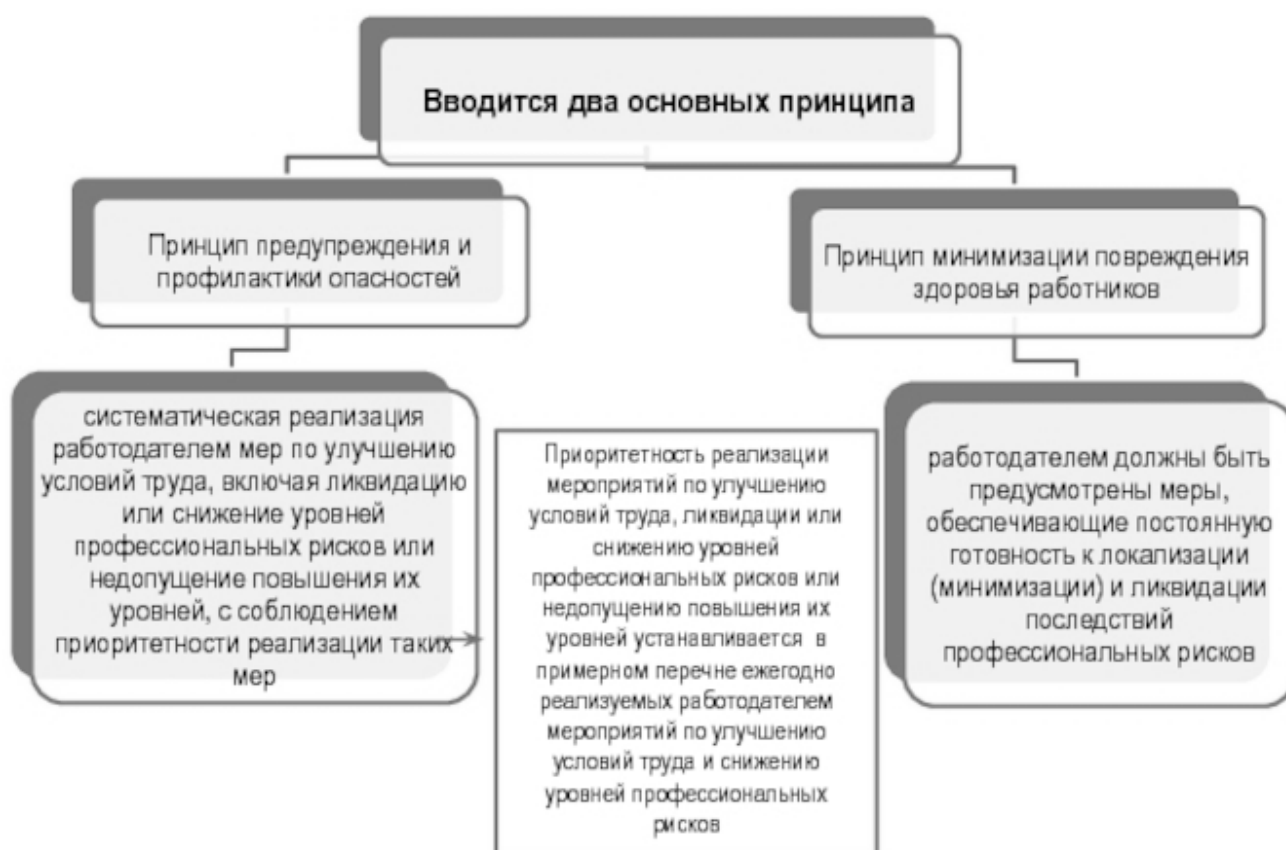 Вводится два основных принципа
Принцип предупреждения и
профилактики опасностей
Принцип минимизации повреждения
здоровья работников
систематическая реализация
работодателем мер по улучшению
условий труда, включая ликвидацию
или снижение уровней
профессиональных рисков или
недопущение повышения их
уровней, с соблюдением
приоритетности реализации таких
мер
Приоритетность реализации
мероприятий по улучшению
условий труда, ликвидации или
снижению уровней
профессиональных рисков или
недопущению повышения их
уровней устанавливается в
примерном перечне ежегодно
реализуемых работодателем
мероприятий по улучшению
условий труда и снижению
уровней профессиональных
рисков
работодателем должны быть
предусмотрены меры,
обеспечивающие постоянную
готовность к локализации
(минимизации) и ликвидации
последствий
профессиональных рисков